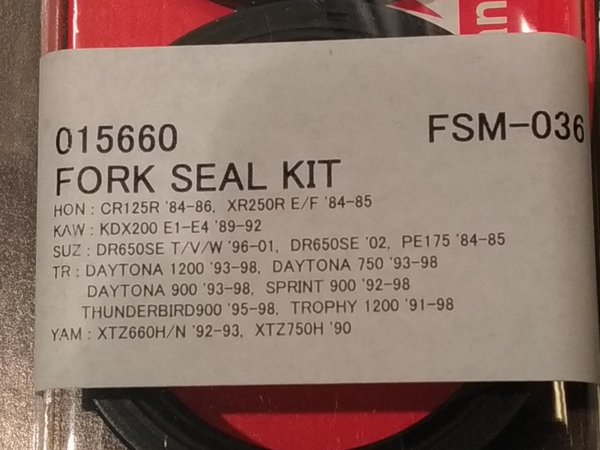 015660 FSM-036
FORK SEAL KIT
HON : CR125R '84-86, XR250R E/F '84-85
KAW : KDX200 E1-E4 '89-92
SUZ : DR650SE T/V/W '96-01, DR650SE '02, PE175 '84-85
TR : DAYTONA 1200 '93-98, DAYTONA 750 '93-98
DAYTONA 900 '93-98, SPRINT 900 '92-98
THUNDERBIRD900 '95-98, TROPHY 1200 '91-98
YAM : XTZ660H/N '92-93, XTZ750H '90